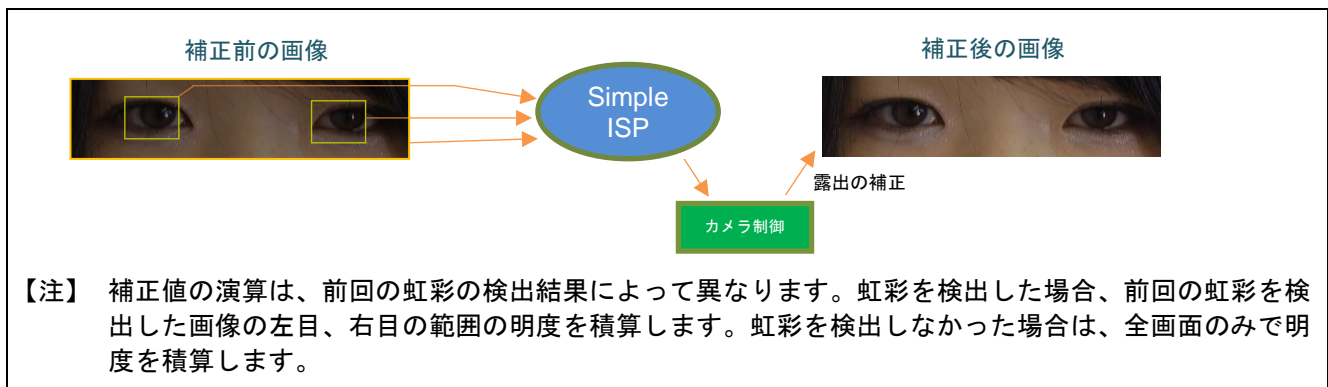 補正前の画像
補正後の画像
Simple
ISP
露出の補正
カメラ制御
【注】 補正値の演算は、前回の虹彩の検出結果によって異なります。虹彩を検出した場合、前回の虹彩を検
出した画像の左目、右目の範囲の明度を積算します。虹彩を検出しなかった場合は、全画面のみで明
度を積算します。